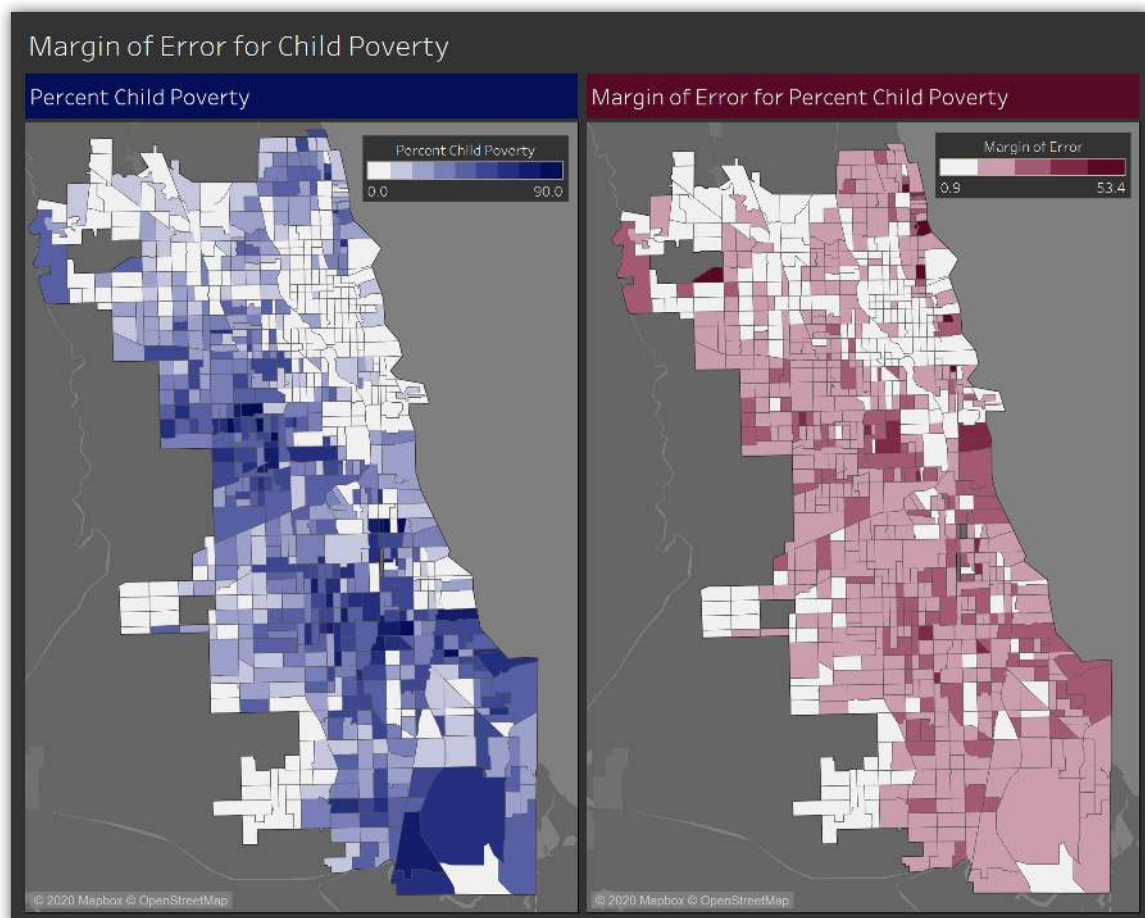 Margin of Error for Child Poverty
Percent Child Poverty
Margin of Error for Percent Child Poverty
Percent Child Poverty
0.0 90.0
Margin of Error
0.9 53.4
© 2020 Mapbox © OpenStreetMap
© 2020 Mapbox © OpenStreetMap